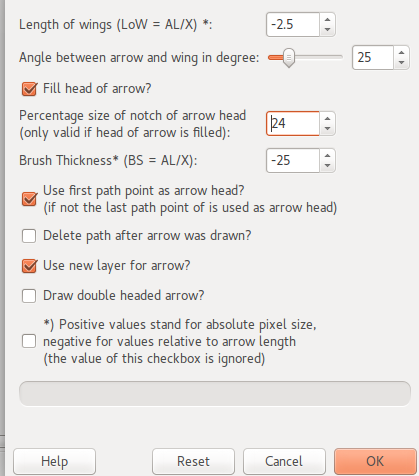 Length of wings (LoW = AL/X) *:
-2.5
Angle between arrow and wing in degree:
25
Fill head of arrow?
Percentage size of notch of arrow head
(only valid if head of arrow is filled):
24
Brush Thickness* (BS = AL/X):
-25
Use first path point as arrow head?
(if not the last path point of is used as arrow head)
Delete path after arrow was drawn?
Use new layer for arrow?
Draw double headed arrow?
*) Positive values stand for absolute pixel size,
negative for values relative to arrow length
(the value of this checkbox is ignored)
Help
Reset
Cancel
OK